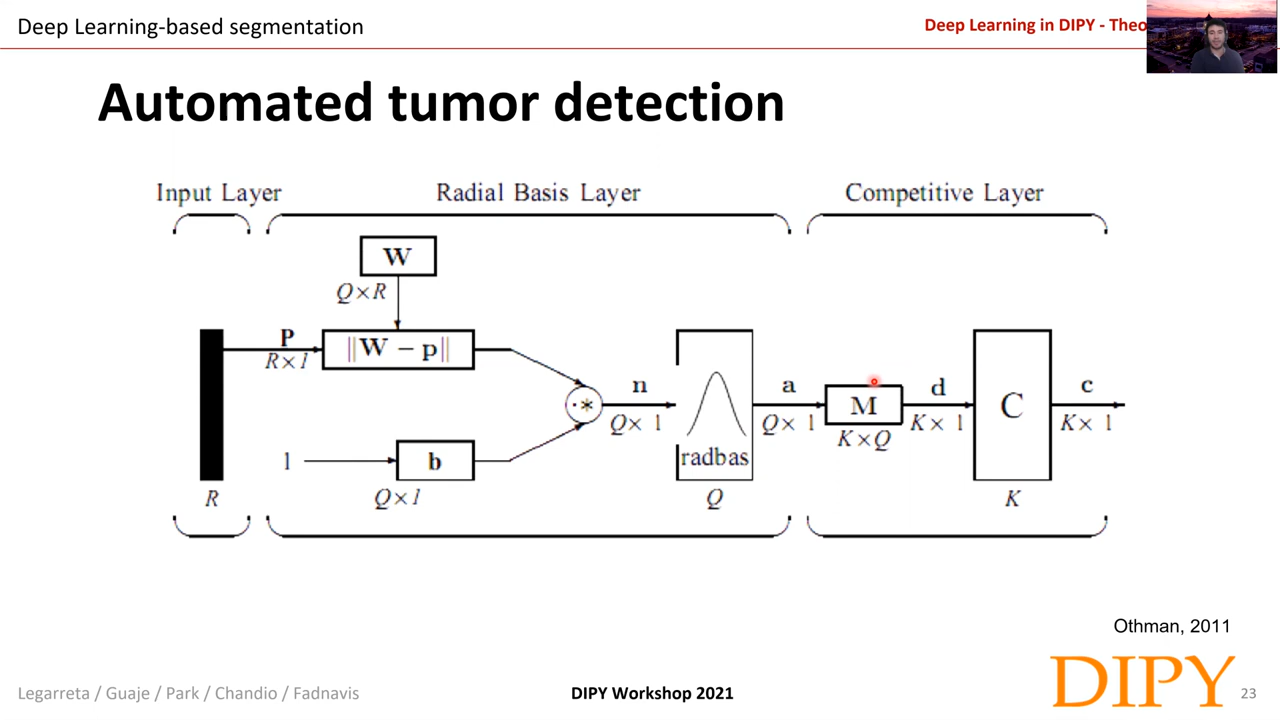 Deep Learning-based segmentation
Deep Learning in DIPY - Theo
Automated tumor detection
Input Layer
Radial Basis Layer
Competitive Layer
W
Q×R
P
R×1
||W − p||
1
b
Q×1
·*
n
Q× 1
radbas
a
Q× 1
M
K×Q
d
K× 1
C
c
K× 1
R
Q
K
Othman, 2011
Legarreta / Guaje / Park / Chandio / Fadnavis
DIPY Workshop 2021
DIPY
23